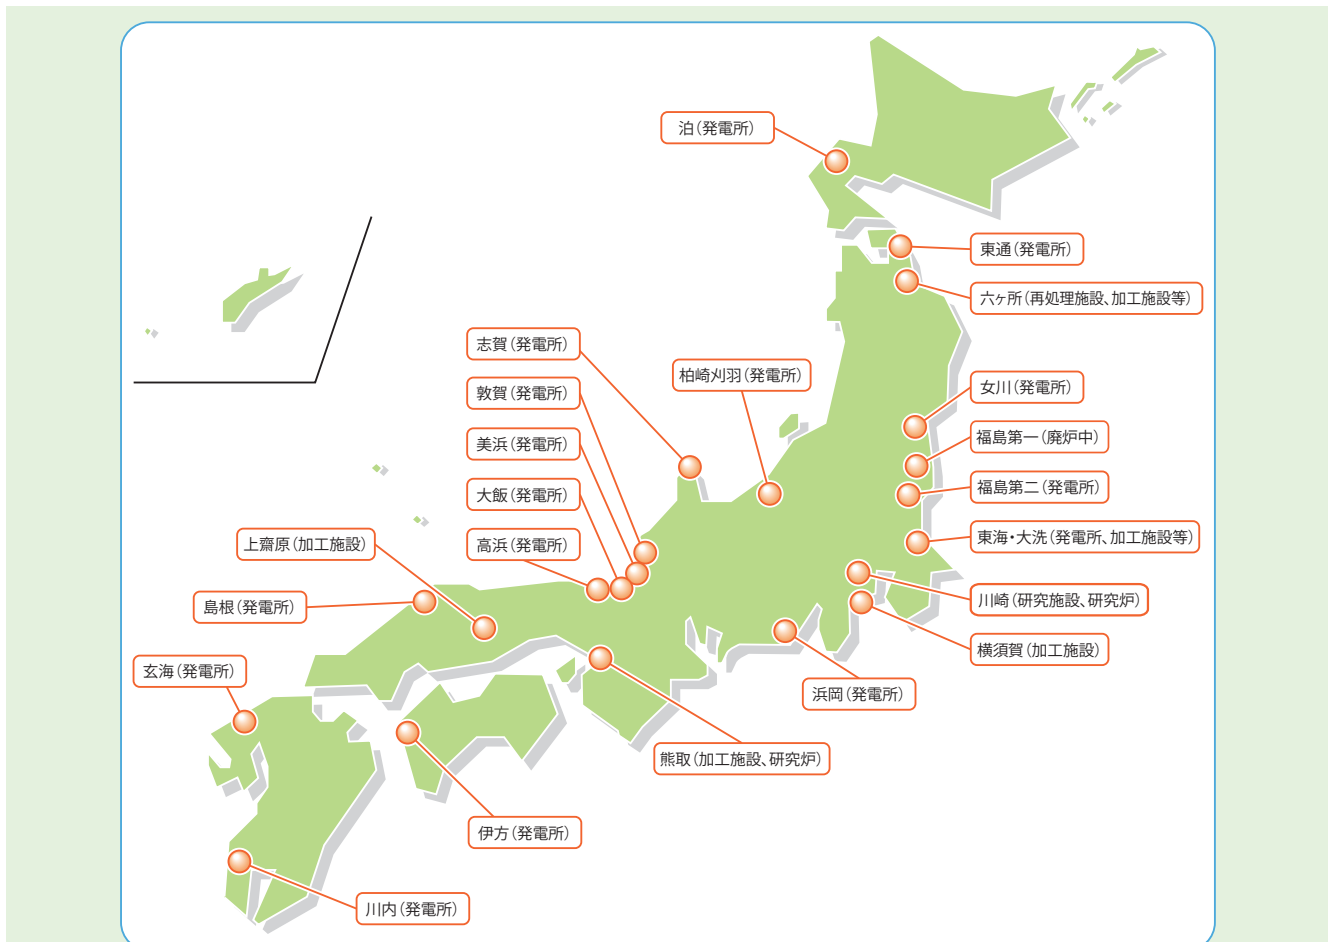 泊（発電所）
東通（発電所）
六ヶ所（再処理施設、加工施設等）
志賀（発電所）
柏崎刈羽（発電所）
敦賀（発電所）
女川（発電所）
美浜（発電所）
福島第一（廃炉中）
大飯（発電所）
福島第二（発電所）
上齋原（加工施設）
高浜（発電所）
東海・大洗（発電所、加工施設等）
島根（発電所）
川崎（研究施設、研究炉）
横須賀（加工施設）
玄海（発電所）
浜岡（発電所）
熊取（加工施設、研究炉）
伊方（発電所）
川内（発電所）